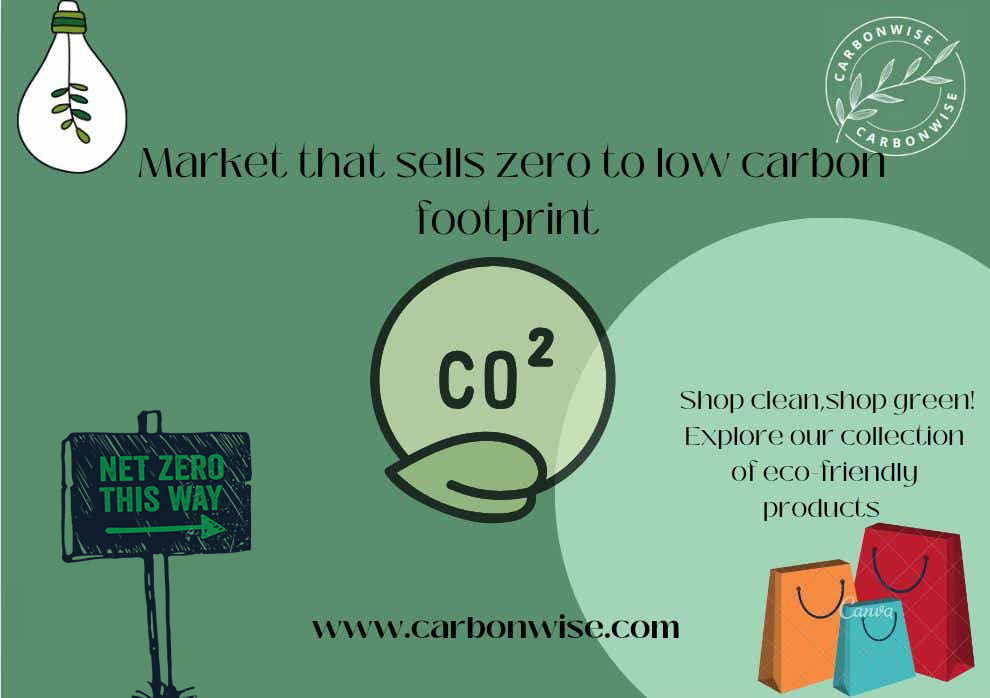 CARBONWISE
CARBONWISE
Market that sells zero to low carbon
footprint
CO²
Shop clean,shop green!
Explore our collection
of eco-friendly
products
NET ZERO
THIS WAY
Canva
www.carbonwise.com